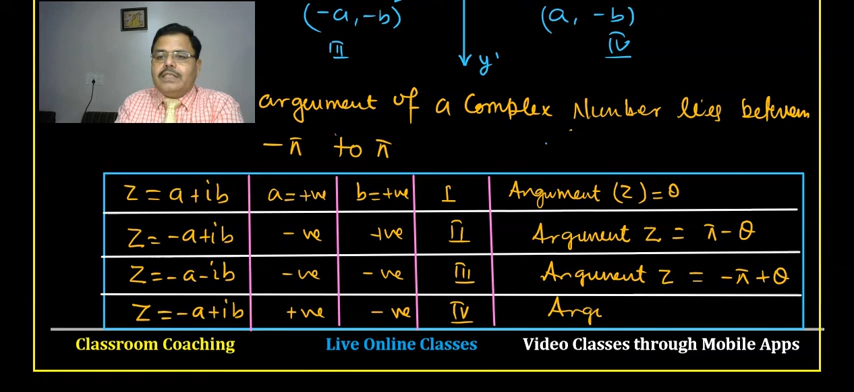 (-a, -b) (a, -b)
III y' IV
argument of a Complex Number lies between
-π to π
Z = a+ib a=+ve b=+ve I Argument (Z) = θ
Z = -a+ib -ve +ve II Argument Z = π-θ
Z = -a-ib -ve -ve III Argument Z = -π+θ
Z = -a+ib +ve -ve IV Argu
Classroom Coaching Live Online Classes Video Classes through Mobile Apps